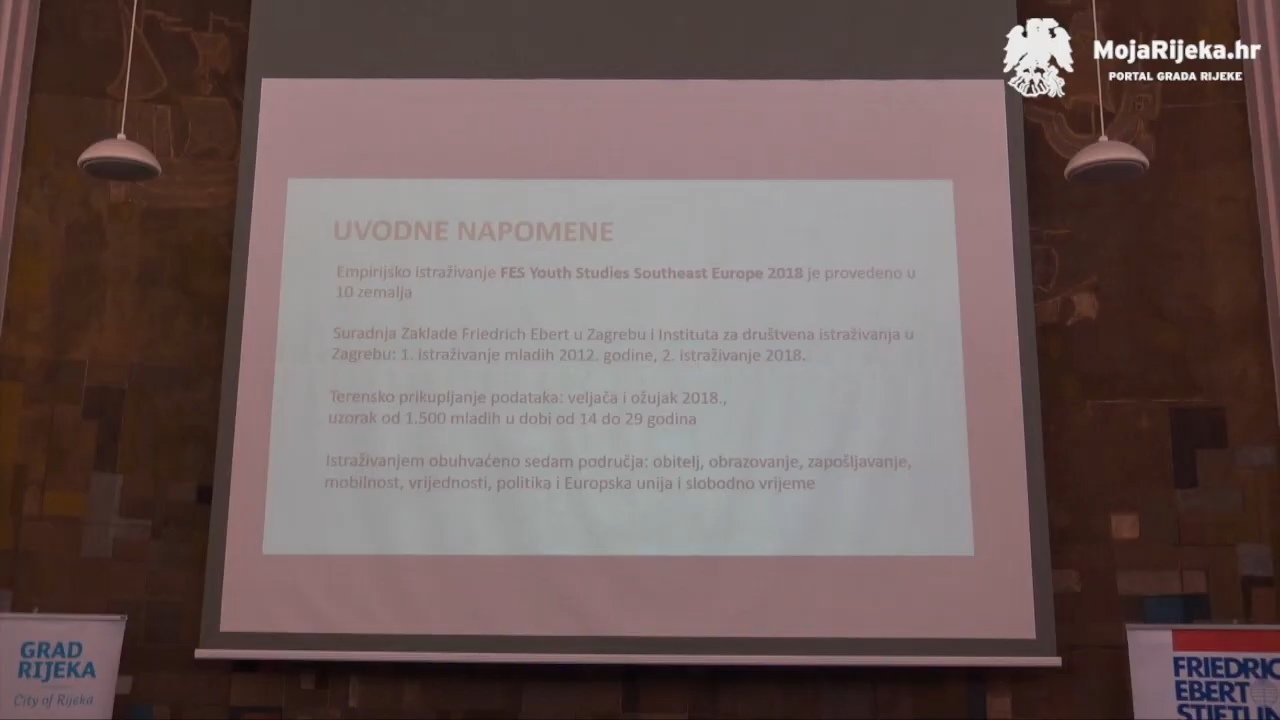 MojaRijeka.hr
PORTAL GRADA RIJEKE
UVODNE NAPOMENE
Empirijsko istraživanje FES Youth Studies Southeast Europe 2018 je provedeno u
10 zemalja
Suradnja Zaklade Friedrich Ebert u Zagrebu i Instituta za društvena istraživanja u
Zagrebu: 1. istraživanje mladih 2012. godine, 2. istraživanje 2018.
Terensko prikupljanje podataka: veljača i ožujak 2018.,
uzorak od 1.500 mladih u dobi od 14 do 29 godina
Istraživanjem obuhvaćeno sedam područja: obitelj, obrazovanje, zapošljavanje,
mobilnost, vrijednosti, politika i Europska unija i slobodno vrijeme
GRAD
RIJEKA
City of Rijeka
FRIEDRIC
EBERT
STIFTUN